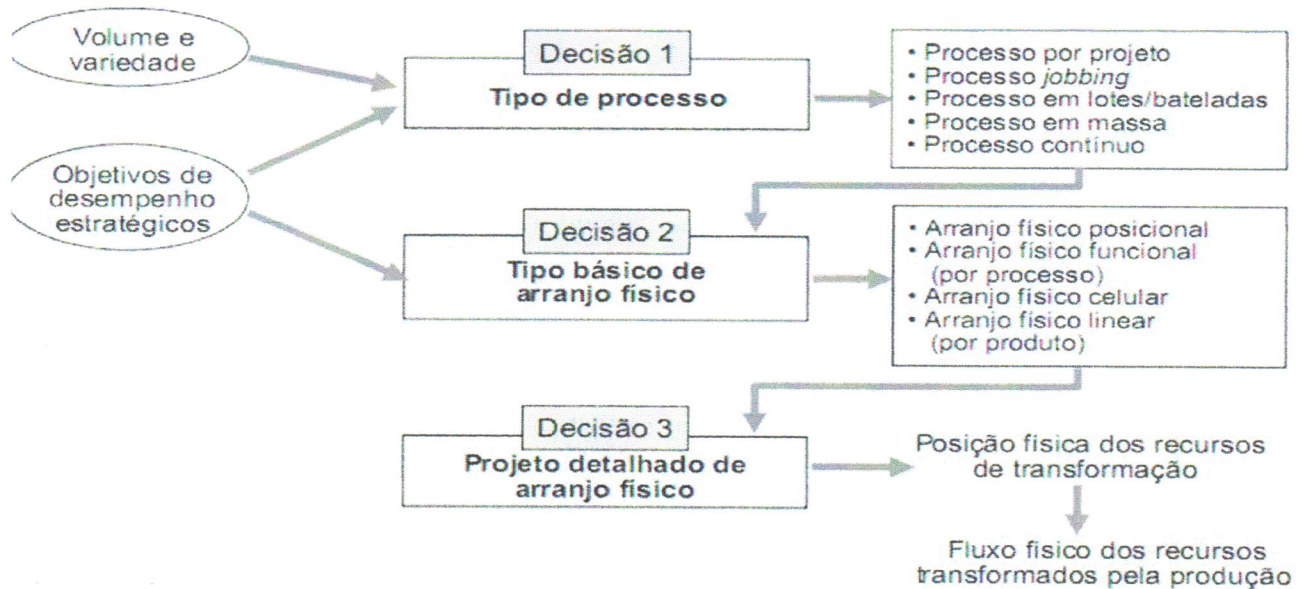 Volume e
variedade
Objetivos de
desempenho
estratégicos
Decisão 1
Tipo de processo
• Processo por projeto
• Processo jobbing
• Processo em lotes/bateladas
• Processo em massa
• Processo contínuo
Decisão 2
Tipo básico de
arranjo físico
• Arranjo físico posicional
• Arranjo físico funcional
(por processo)
• Arranjo físico celular
• Arranjo físico linear
(por produto)
Decisão 3
Projeto detalhado de
arranjo físico
Posição física dos recursos
de transformação
Fluxo físico dos recursos
transformados pela produção